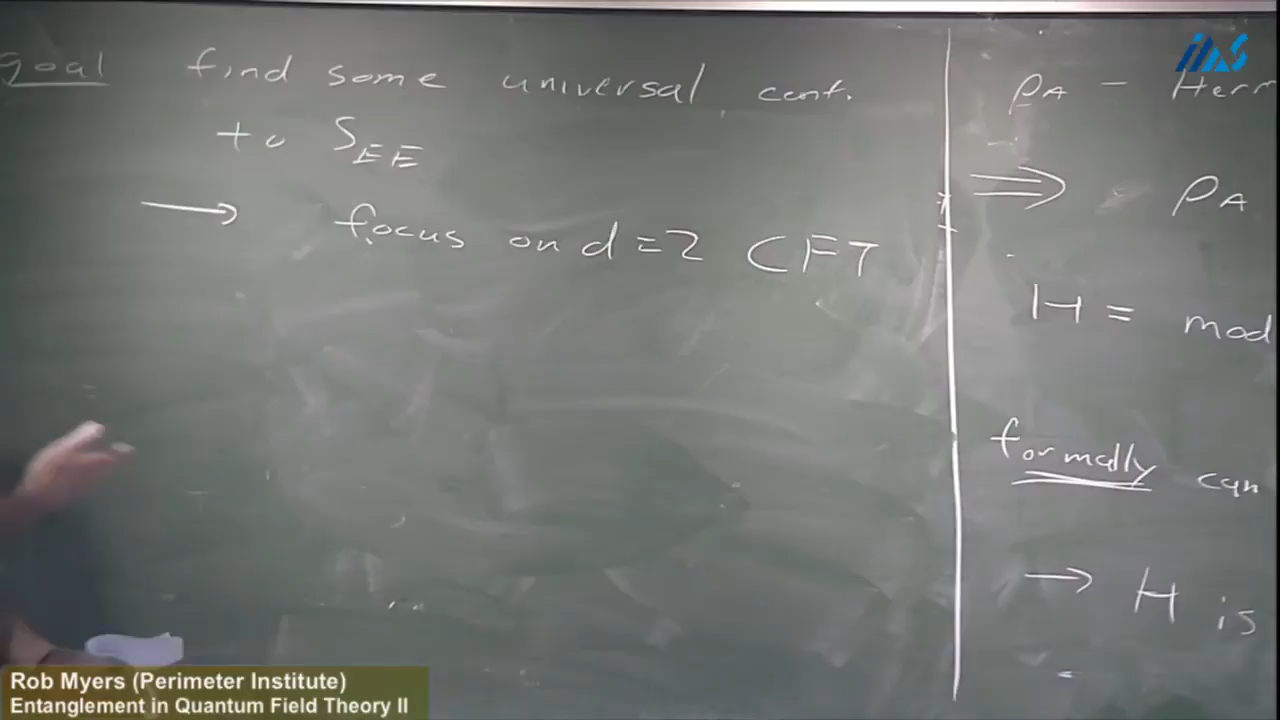 goal find some universal cont.
to S_EE
→ focus on d=2 CFT
ρ_A - Herm
⇒ ρ_A
H = mod
formally can
→ H is
IAS
Rob Myers (Perimeter Institute)
Entanglement in Quantum Field Theory II